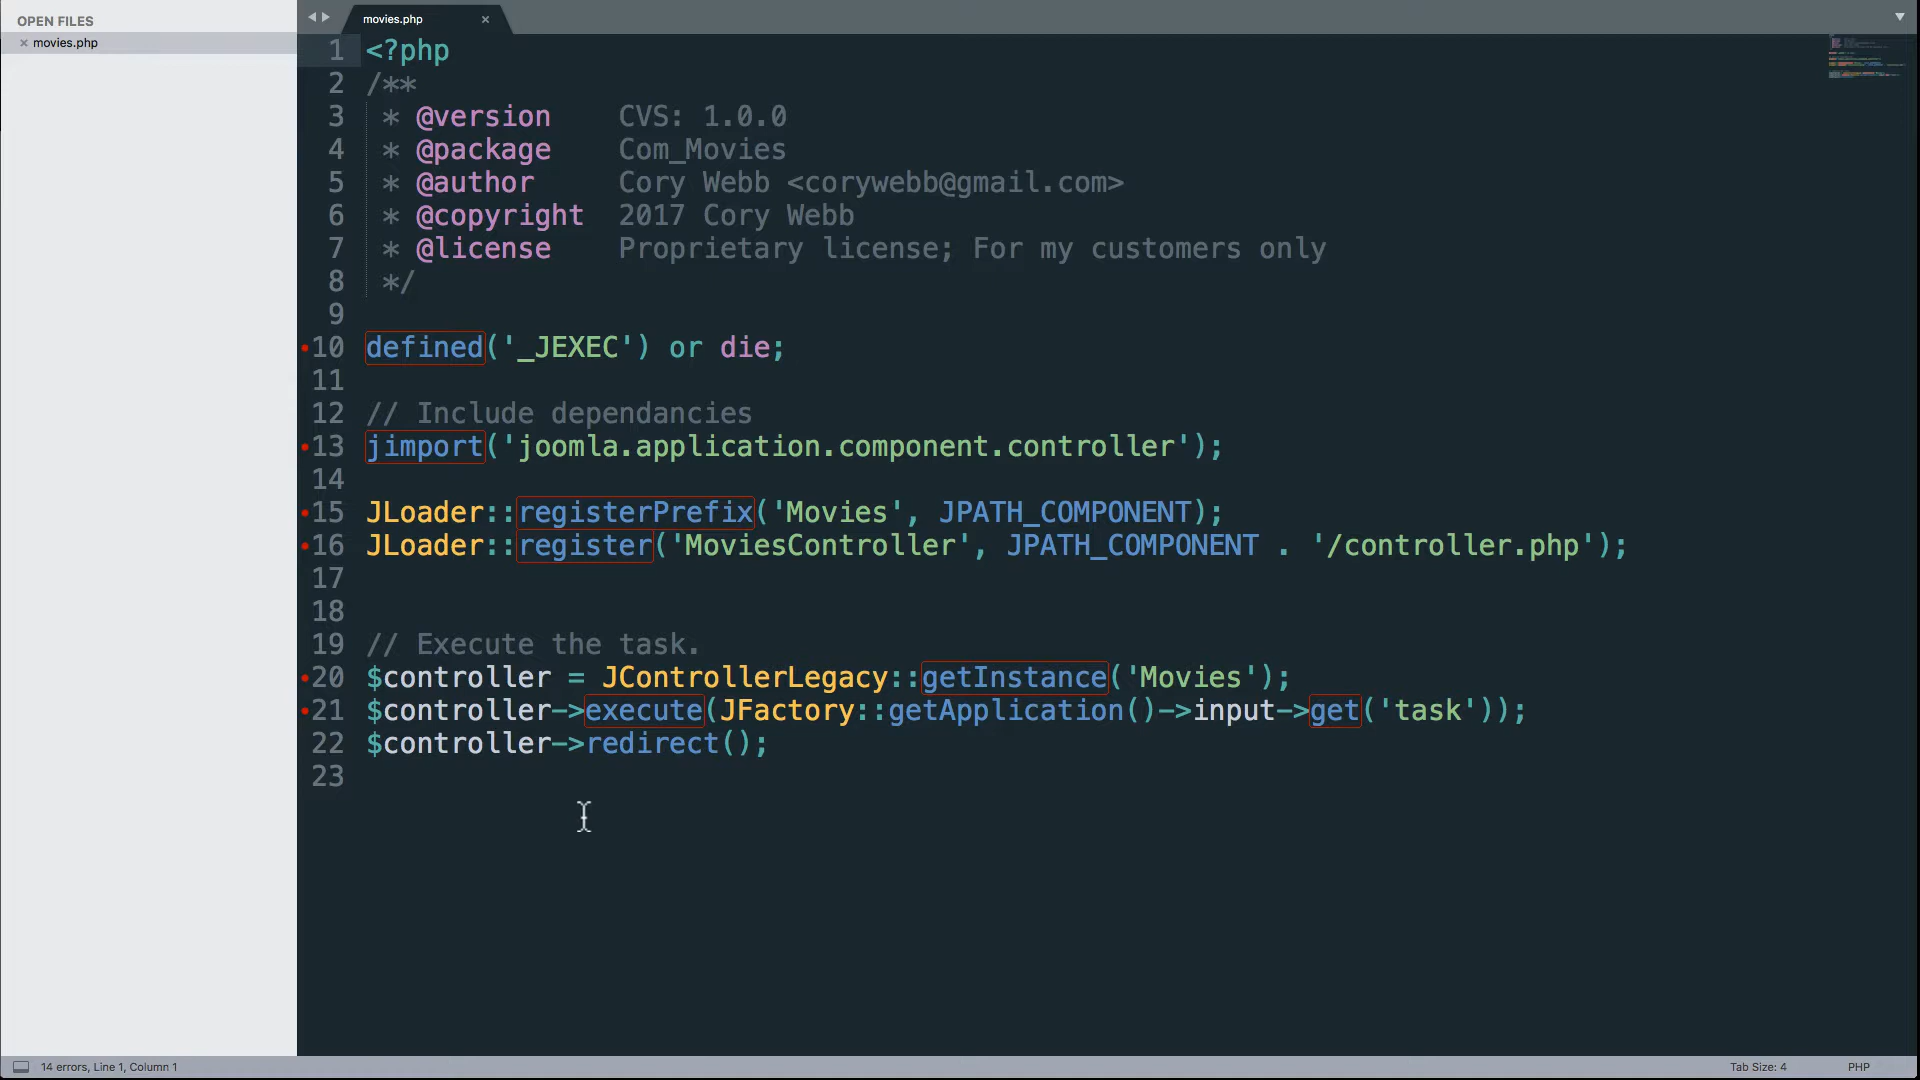 OPEN FILES
movies.php
movies.php
1 <?php
2 /**
3 * @version CVS: 1.0.0
4 * @package Com_Movies
5 * @author Cory Webb <corywebb@gmail.com>
6 * @copyright 2017 Cory Webb
7 * @license Proprietary license; For my customers only
8 */
9
10 defined('_JEXEC') or die;
11
12 // Include dependancies
13 jimport('joomla.application.component.controller');
14
15 JLoader::registerPrefix('Movies', JPATH_COMPONENT);
16 JLoader::register('MoviesController', JPATH_COMPONENT . '/controller.php');
17
18
19 // Execute the task.
20 $controller = JControllerLegacy::getInstance('Movies');
21 $controller->execute(JFactory::getApplication()->input->get('task'));
22 $controller->redirect();
23
14 errors, Line 1, Column 1
Tab Size: 4
PHP